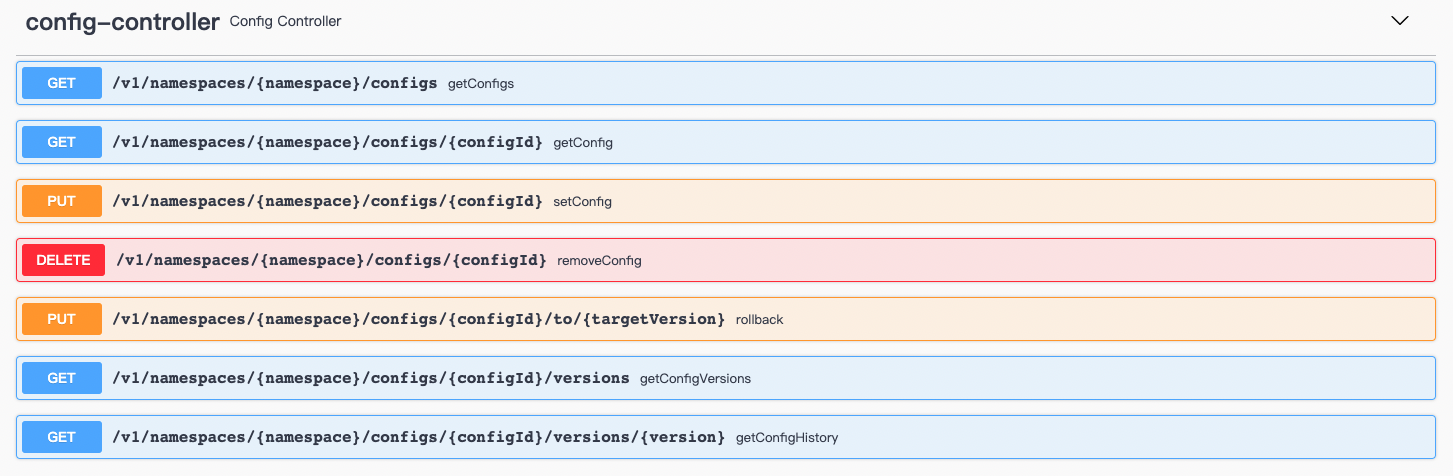 config-controller Config Controller
GET /v1/namespaces/{namespace}/configs getConfigs
GET /v1/namespaces/{namespace}/configs/{configId} getConfig
PUT /v1/namespaces/{namespace}/configs/{configId} setConfig
DELETE /v1/namespaces/{namespace}/configs/{configId} removeConfig
PUT /v1/namespaces/{namespace}/configs/{configId}/to/{targetVersion} rollback
GET /v1/namespaces/{namespace}/configs/{configId}/versions getConfigVersions
GET /v1/namespaces/{namespace}/configs/{configId}/versions/{version} getConfigHistory